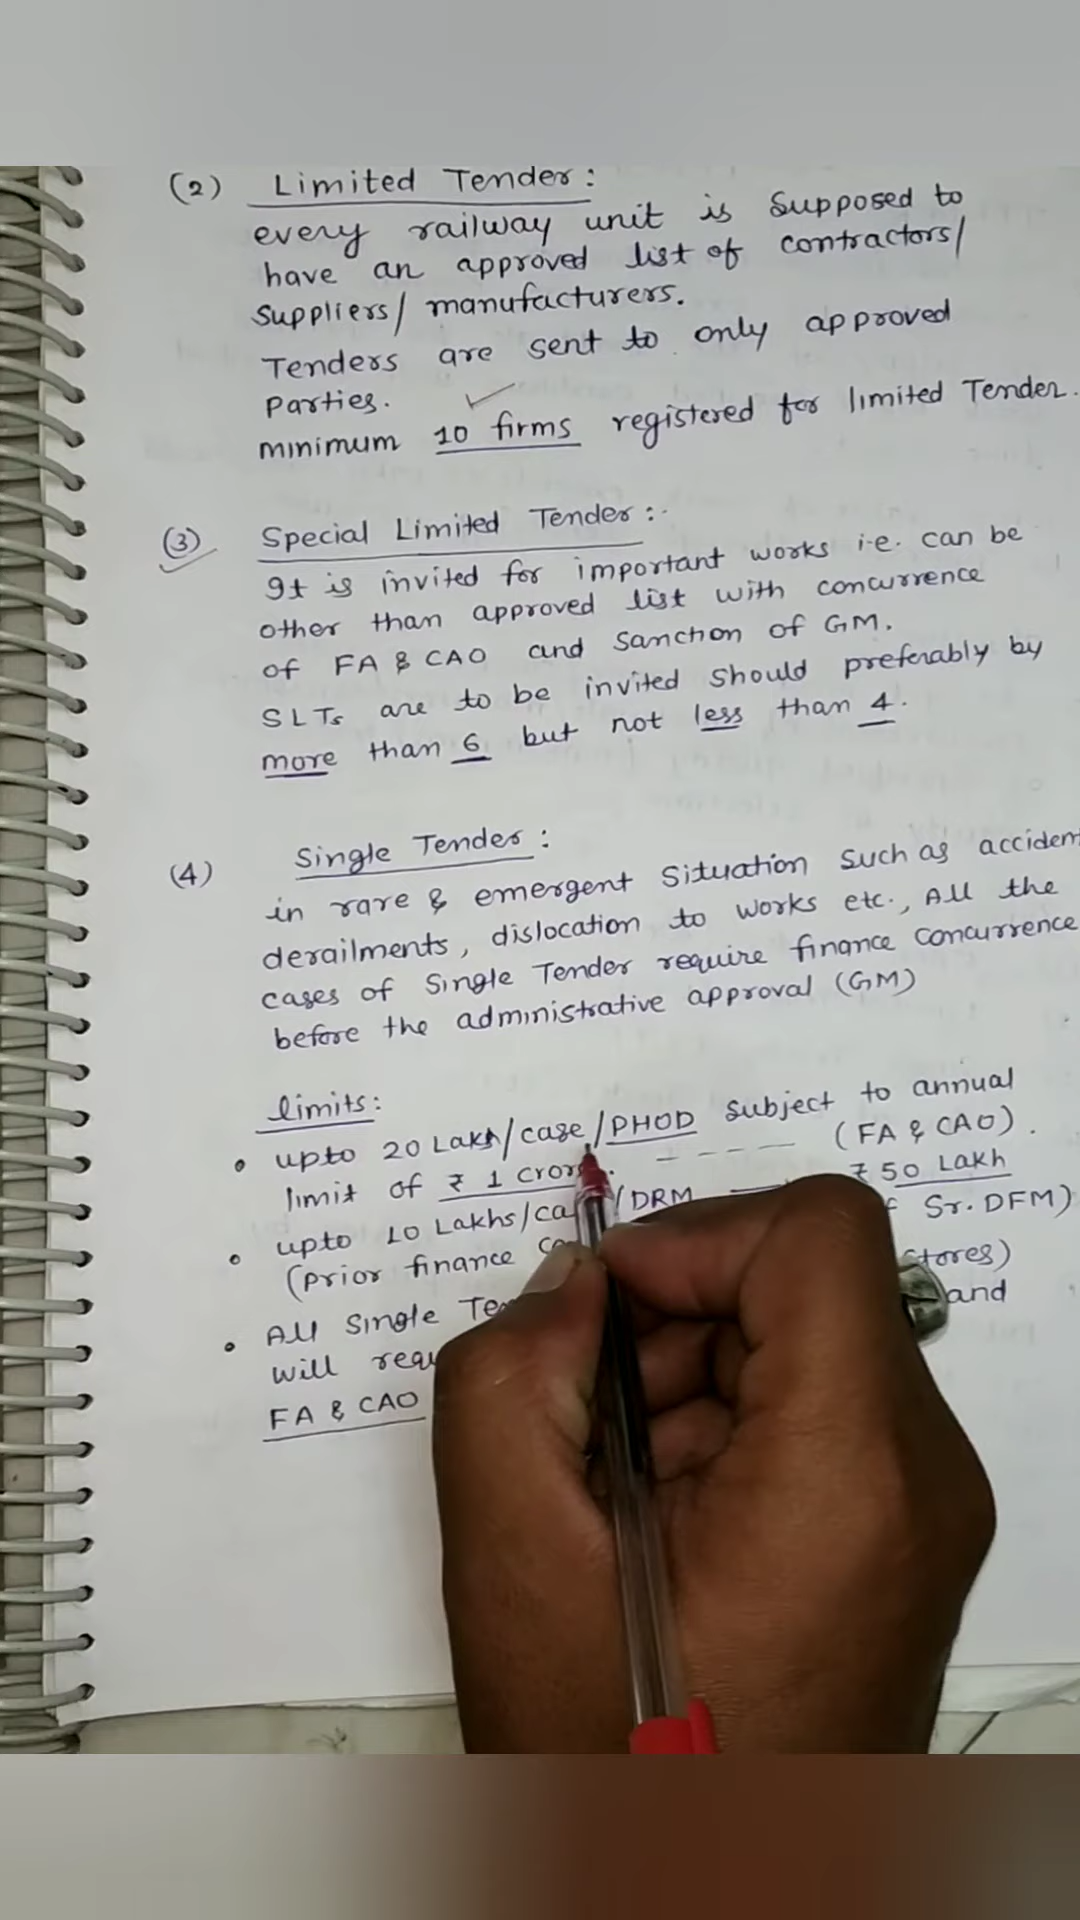 (2) Limited Tender:
every railway unit is supposed to
have an approved list of contractors/
suppliers/ manufacturers.
Tenders are sent to only approved
parties.
minimum 10 firms registered for limited Tender.
(3) Special Limited Tender:
It is invited for important works i.e. can be
other than approved list with concurrence
of FA & CAO and sanction of GM.
SLTs are to be invited should preferably by
more than 6 but not less than 4.
(4) Single Tender:
in rare & emergent situation such as accident
derailments, dislocation to works etc., All the
cases of Single Tender require finance concurrence
before the administrative approval (GM)
limits:
• upto 20 Lakh/case/PHOD subject to annual
limit of ₹ 1 crore. - - - - (FA & CAO).
• upto 10 Lakhs/ /DRM — ₹ 50 Lakh
(prior finance Sr. DFM)
• All Single
will and
FA & CAO